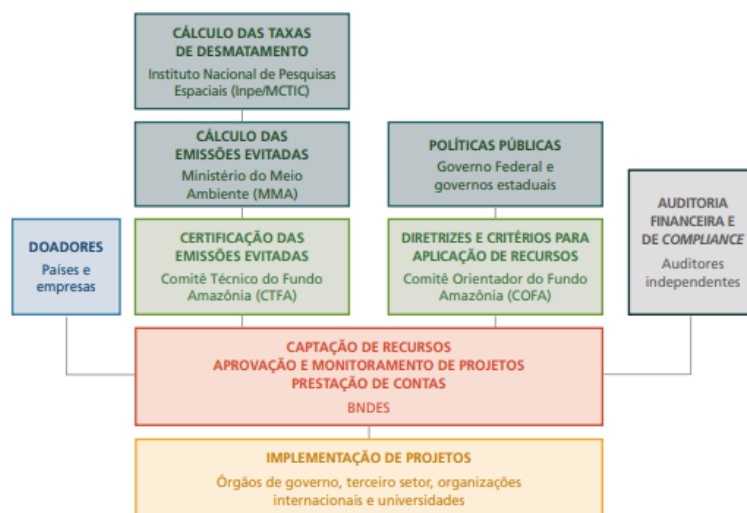 CÁLCULO DAS TAXAS
DE DESMATAMENTO
Instituto Nacional de Pesquisas
Espaciais (Inpe/MCTIC)
CÁLCULO DAS
EMISSÕES EVITADAS
Ministério do Meio
Ambiente (MMA)
POLÍTICAS PÚBLICAS
Governo Federal e
governos estaduais
DOADORES
Países e
empresas
CERTIFICAÇÃO DAS
EMISSÕES EVITADAS
Comitê Técnico do Fundo
Amazônia (CTFA)
DIRETRIZES E CRITÉRIOS PARA
APLICAÇÃO DE RECURSOS
Comitê Orientador do Fundo
Amazônia (COFA)
AUDITORIA
FINANCEIRA E
DE COMPLIANCE
Auditores
independentes
CAPTAÇÃO DE RECURSOS
APROVAÇÃO E MONITORAMENTO DE PROJETOS
PRESTAÇÃO DE CONTAS
BNDES
IMPLEMENTAÇÃO DE PROJETOS
Órgãos de governo, terceiro setor, organizações
internacionais e universidades